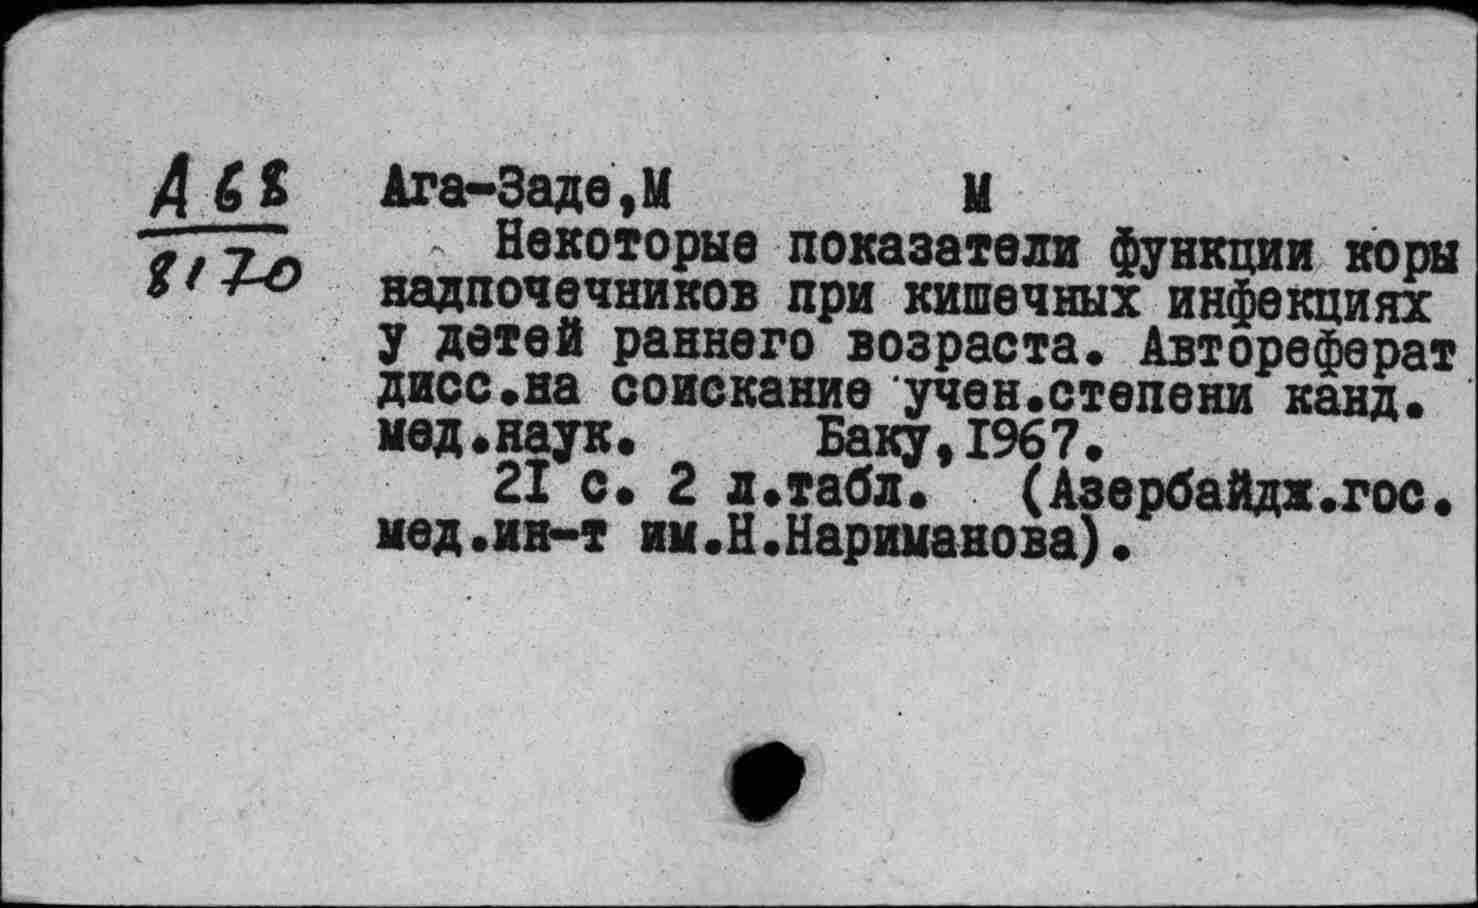 А68 Ага-Заде,М М
8170
Некоторые показатели функции коры
надпочечников при кишечных инфекциях
у детей раннего возраста. Автореферат
дисс.на соискание учен.степени канд.
мед.наук. Баку,1967.
21 с. 2 л.табл. (Азербайдж.гос.
мед.ин-т им.Н.Нариманова).